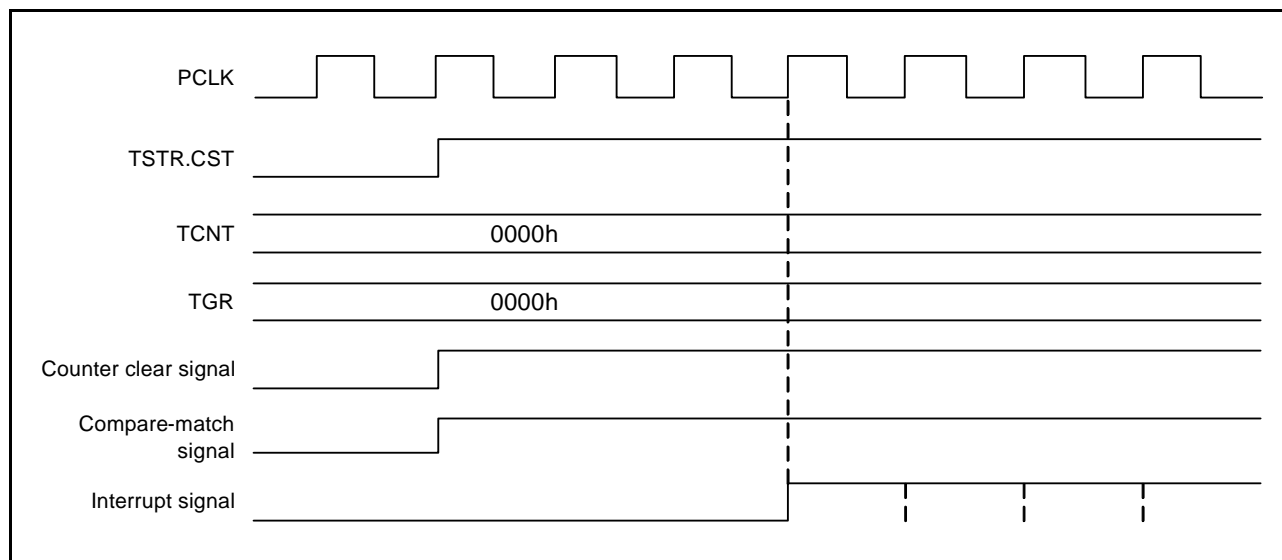 PCLK
TSTR.CST
TCNT
0000h
TGR
0000h
Counter clear signal
Compare-match
signal
Interrupt signal